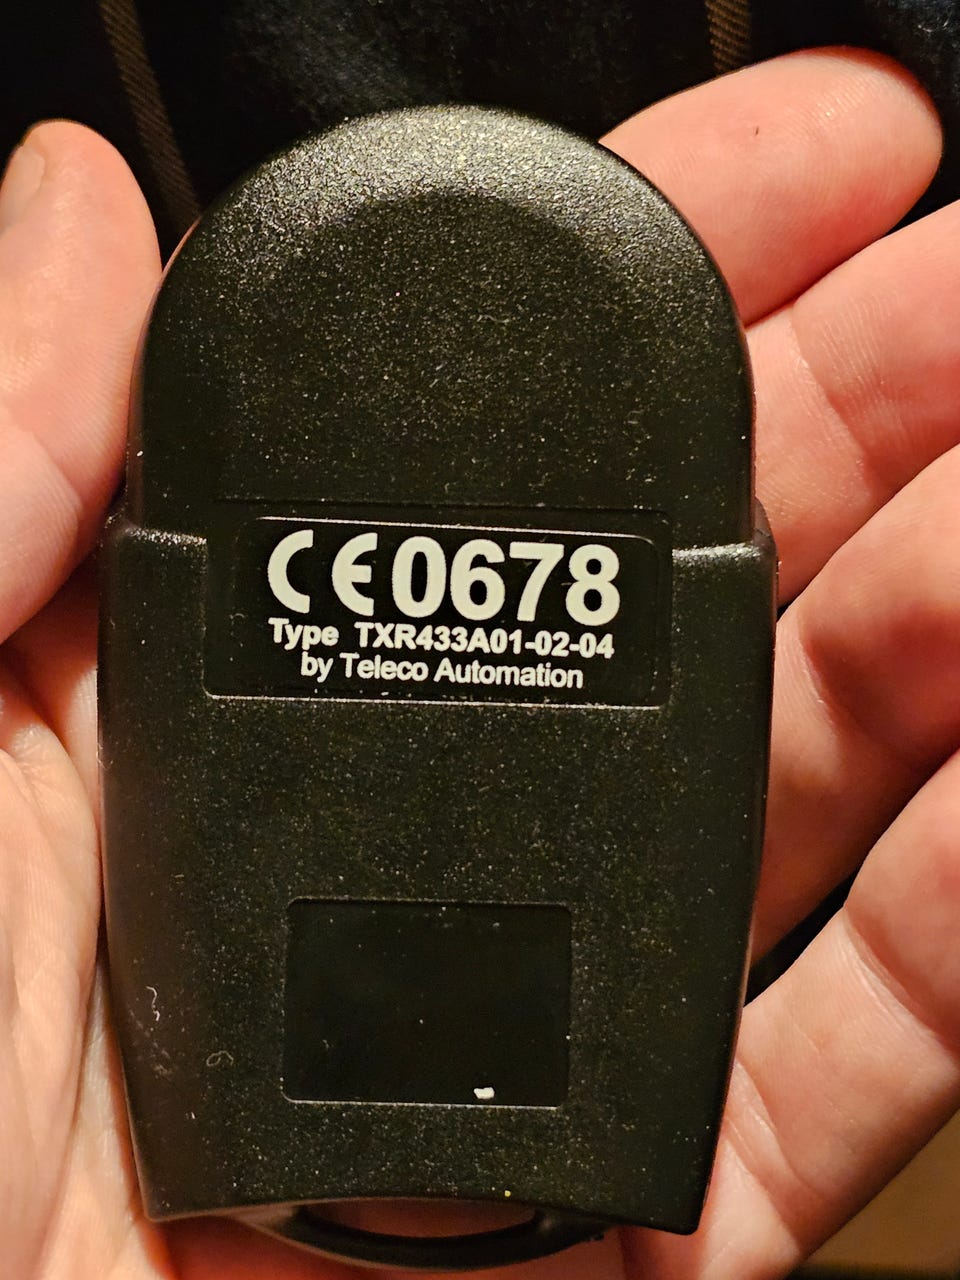 CE0678
Type TXR433A01-02-04
by Teleco Automation